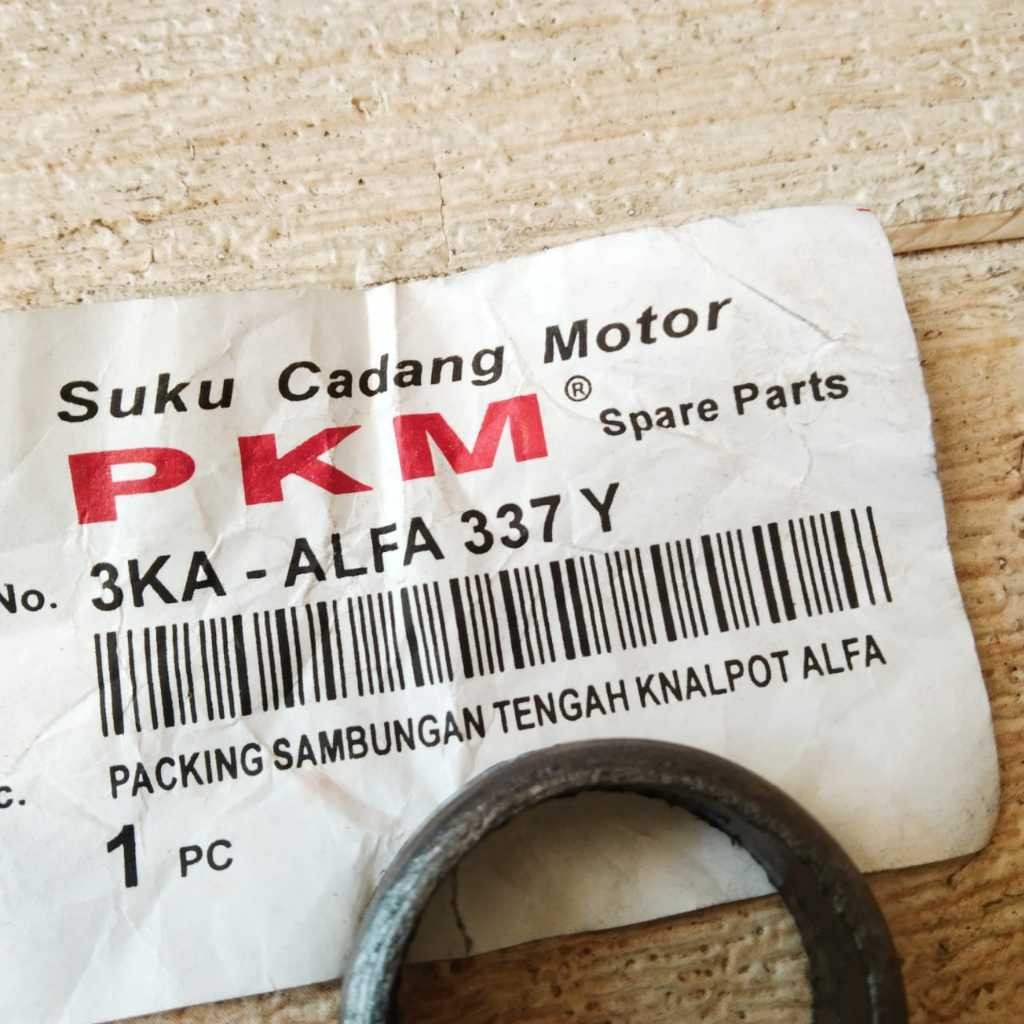 Suku Cadang Motor
PKM® Spare Parts
No. 3KA - ALFA 337 Y
PACKING SAMBUNGAN TENGAH KNALPOT ALFA
c.
1 PC